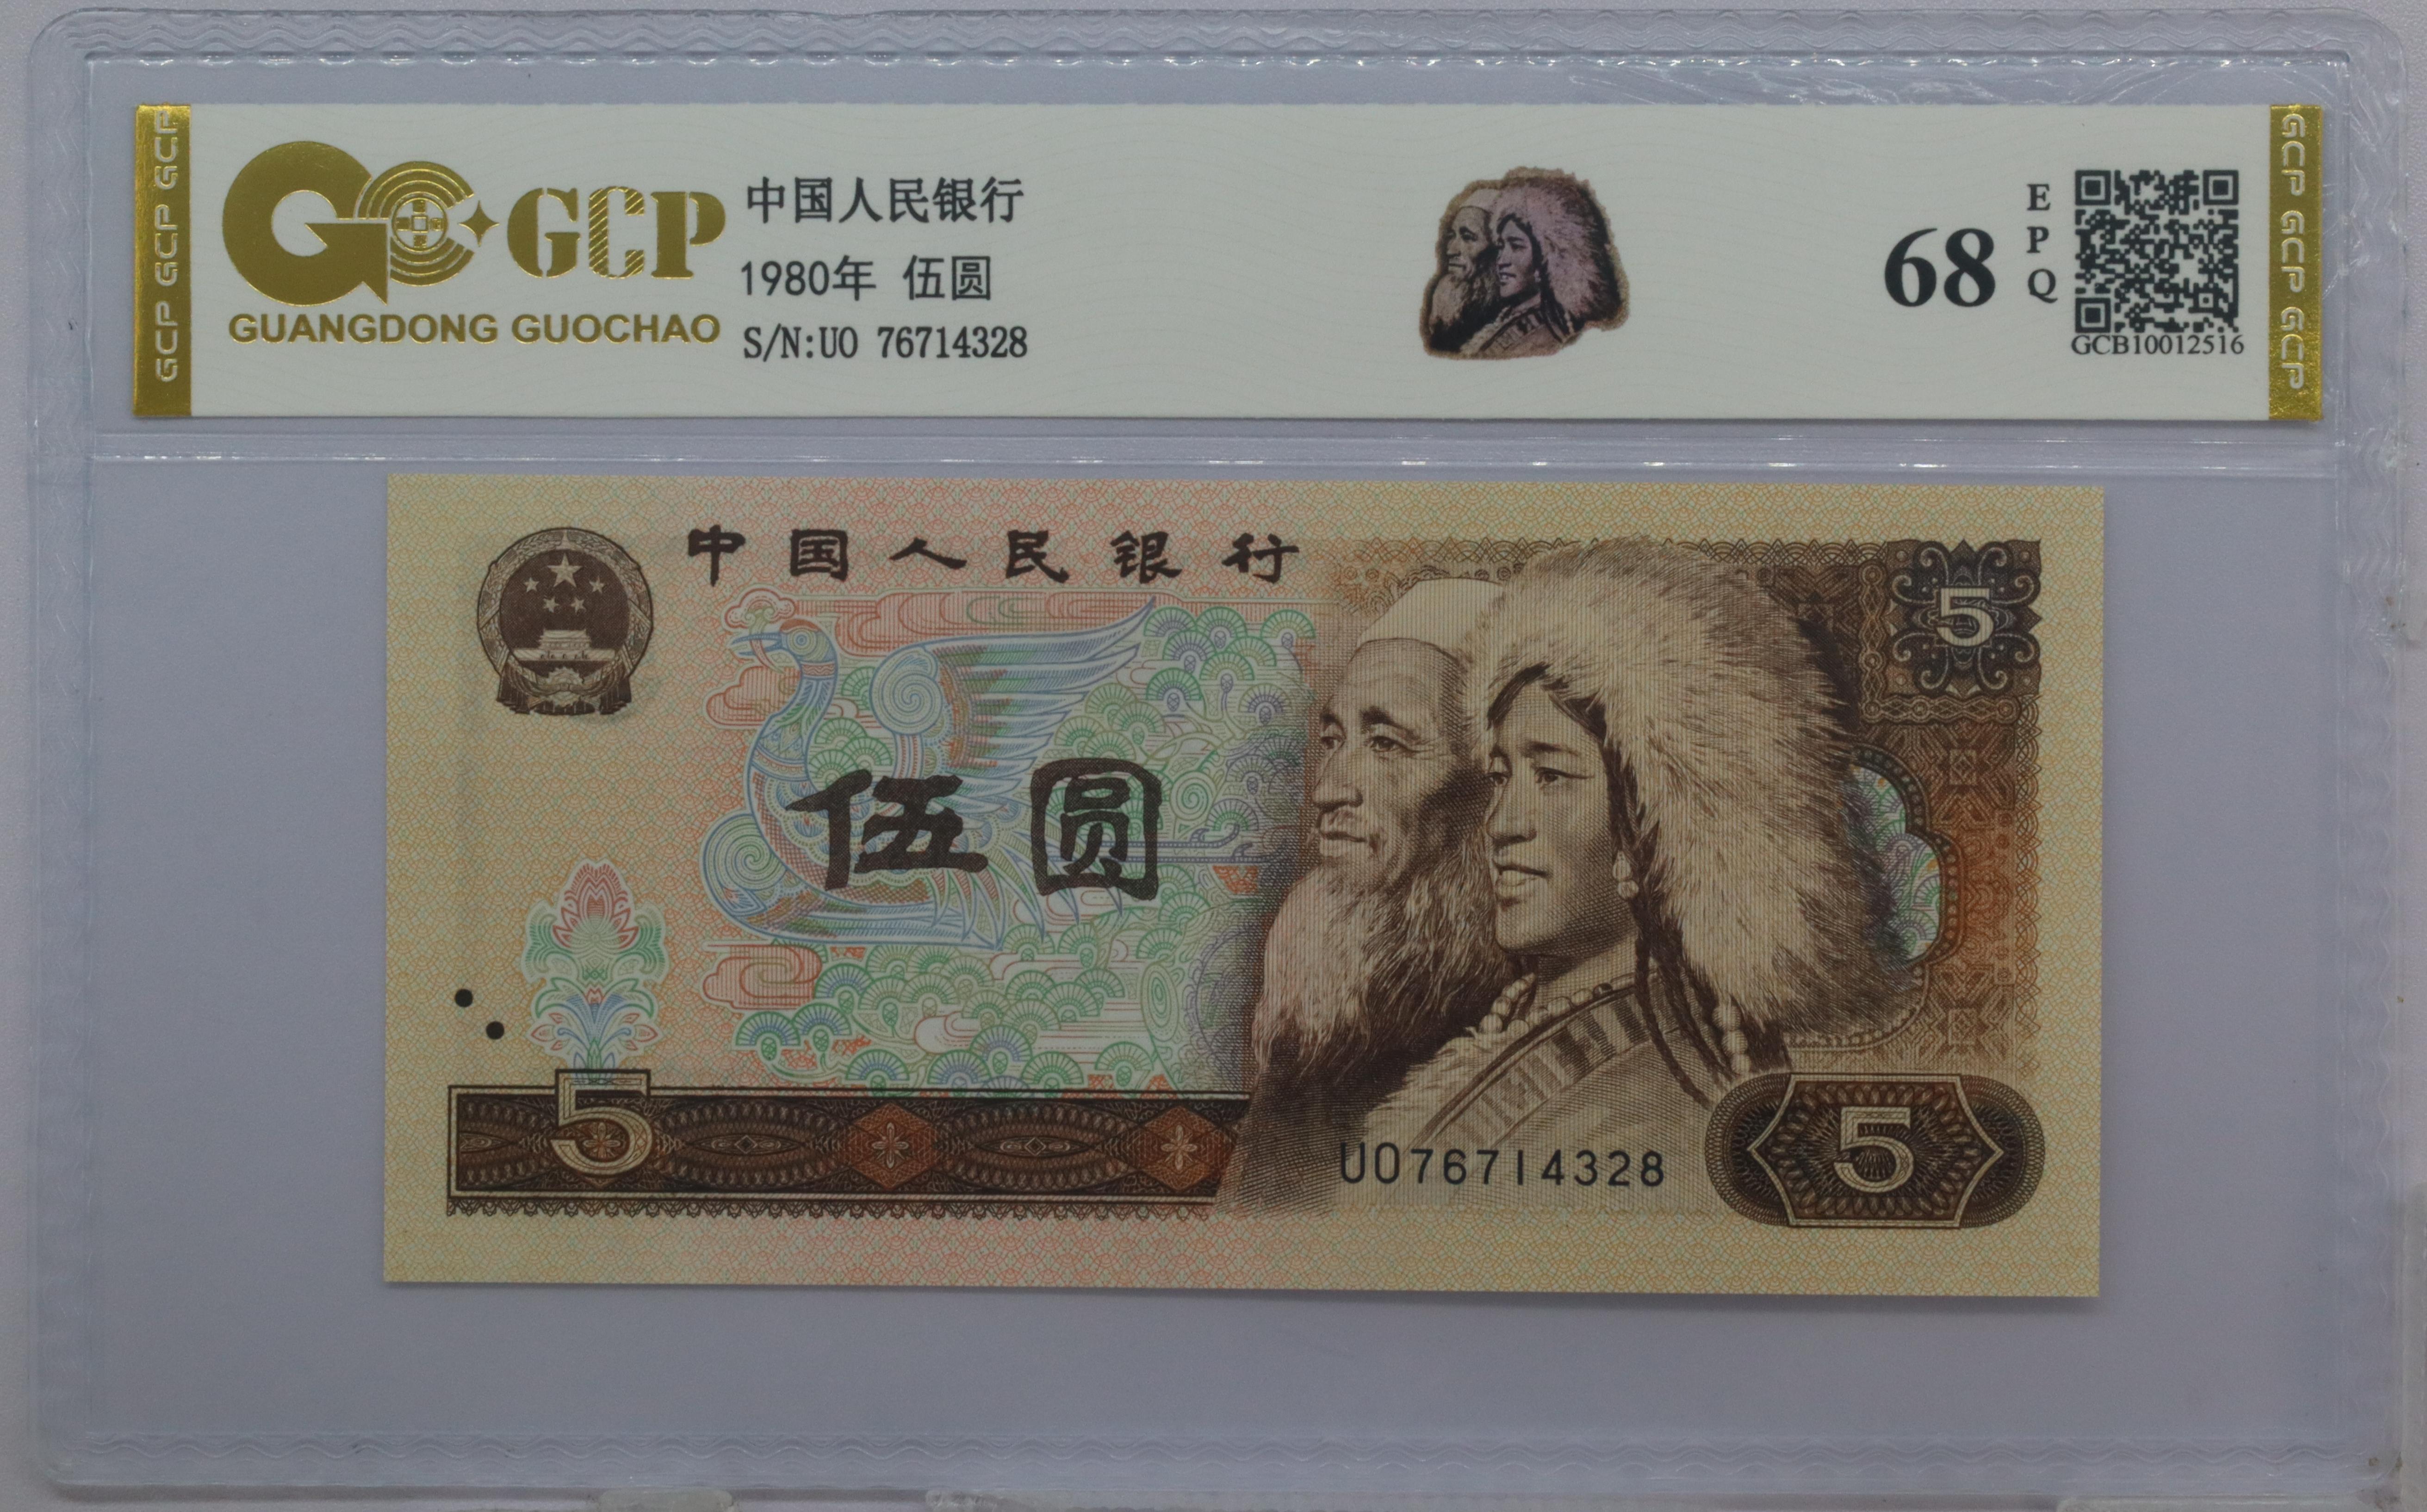 GCP GCP GCP
GCP
GUANGDONG GUOCHAO
中国人民银行
1980年 伍圆
S/N:UO 76714328
68
EPQ
GCB10012516
GCP GCP GCP
中国人民银行
5
伍圆
5
UO76714328
5